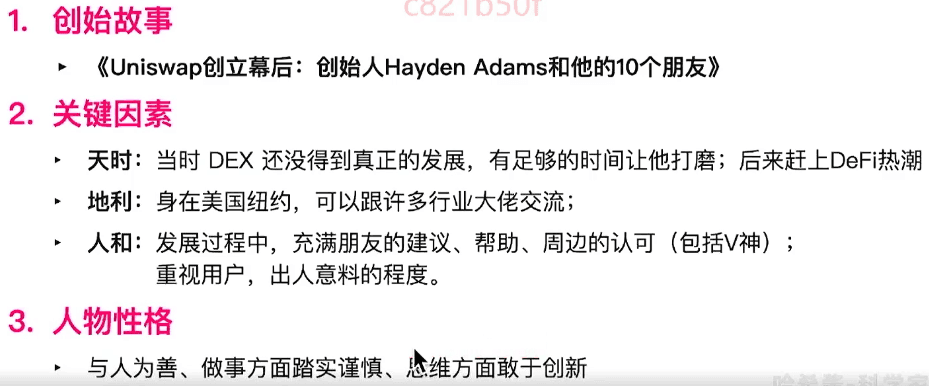 c821b50f
1. 创始故事
▸ 《Uniswap创立幕后：创始人Hayden Adams和他的10个朋友》
2. 关键因素
▸ 天时：当时 DEX 还没得到真正的发展，有足够的时间让他打磨；后来赶上DeFi热潮
▸ 地利：身在美国纽约，可以跟许多行业大佬交流；
▸ 人和：发展过程中，充满朋友的建议、帮助、周边的认可（包括V神）；
重视用户，出人意料的程度。
3. 人物性格
▸ 与人为善、做事方面踏实谨慎、思维方面敢于创新